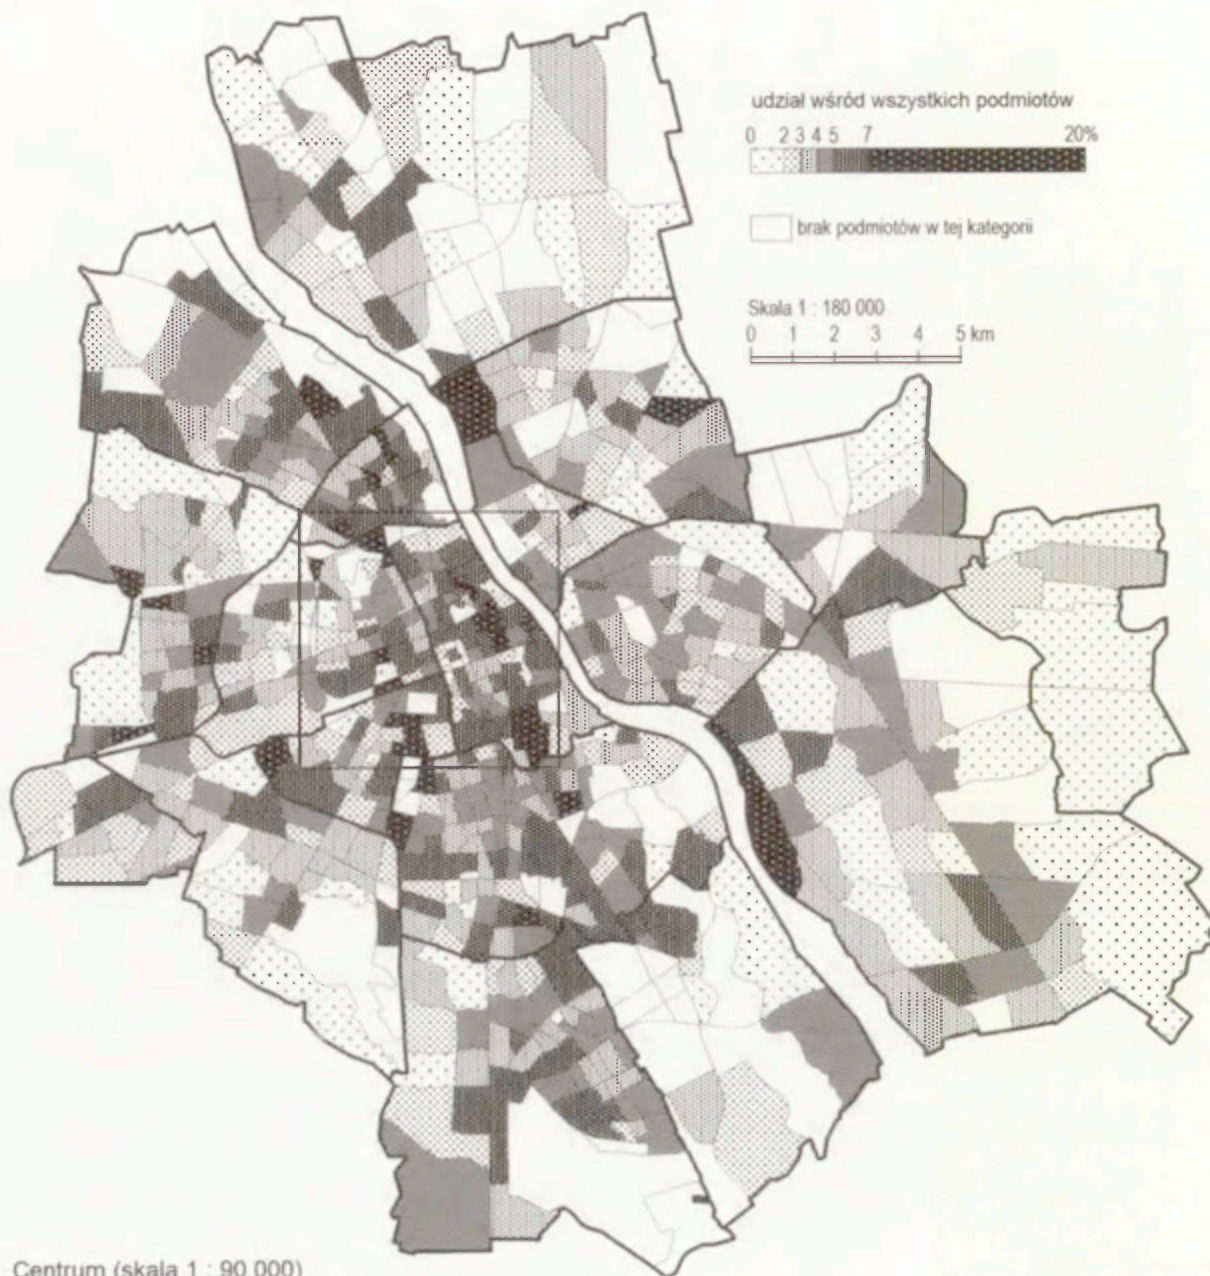 udział wśród wszystkich podmiotów
0 2 3 4 5 7 20%
brak podmiotów w tej kategorii
Skala 1 : 180 000
0 1 2 3 4 5 km
Centrum (skala 1 : 90 000)